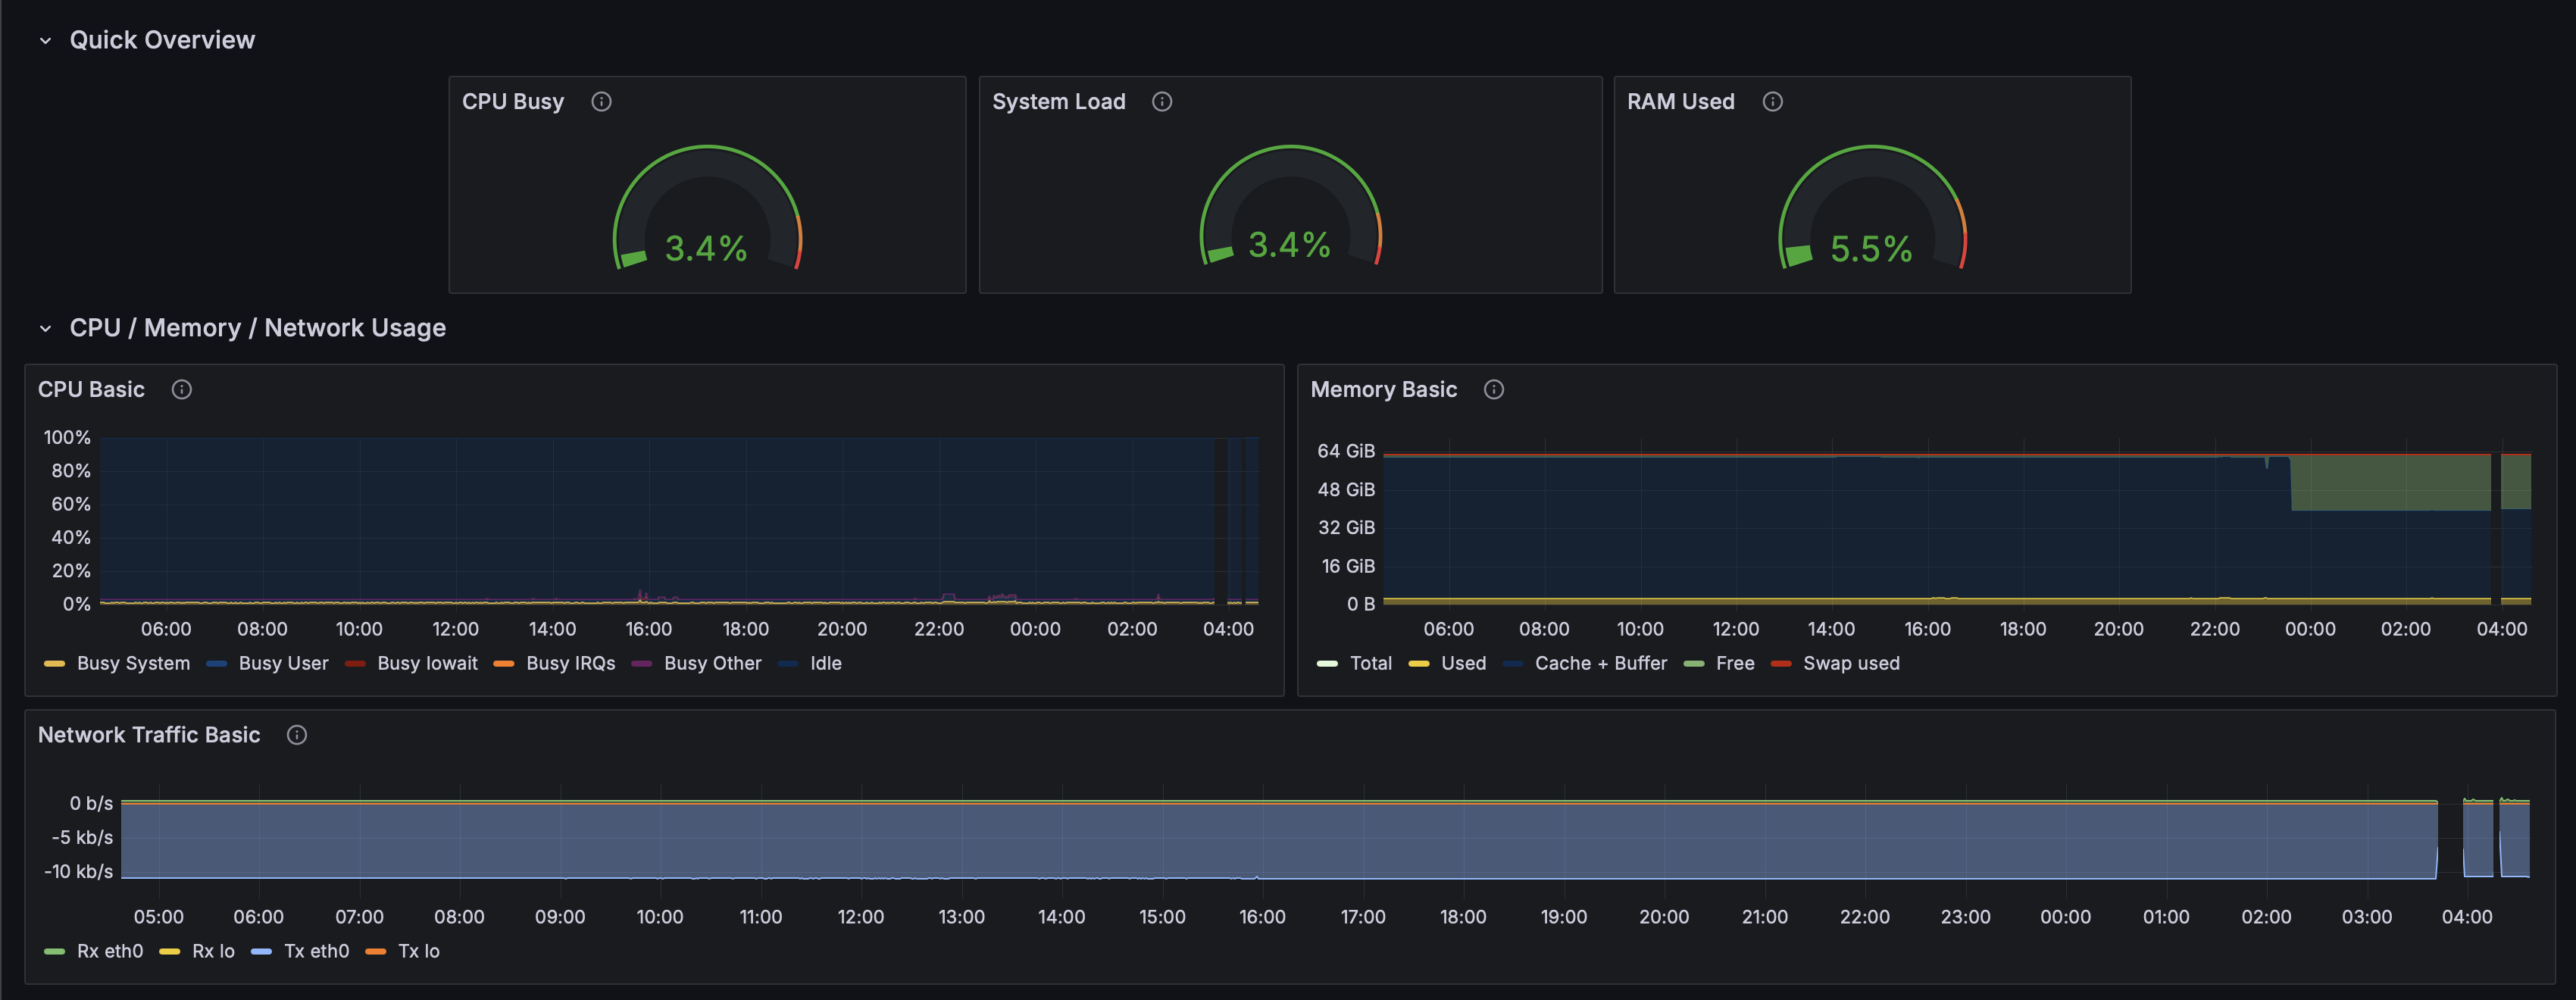 Quick Overview
CPU Busy
System Load
RAM Used
3.4%
3.4%
5.5%
CPU / Memory / Network Usage
CPU Basic
100%
80%
60%
40%
20%
0%
06:00 08:00 10:00 12:00 14:00 16:00 18:00 20:00 22:00 00:00 02:00 04:00
Busy System Busy User Busy Iowait Busy IRQs Busy Other Idle
Memory Basic
64 GiB
48 GiB
32 GiB
16 GiB
0 B
06:00 08:00 10:00 12:00 14:00 16:00 18:00 20:00 22:00 00:00 02:00 04:00
Total Used Cache + Buffer Free Swap used
Network Traffic Basic
0 b/s
-5 kb/s
-10 kb/s
05:00 06:00 07:00 08:00 09:00 10:00 11:00 12:00 13:00 14:00 15:00 16:00 17:00 18:00 19:00 20:00 21:00 22:00 23:00 00:00 01:00 02:00 03:00 04:00
Rx eth0 Rx lo Tx eth0 Tx lo